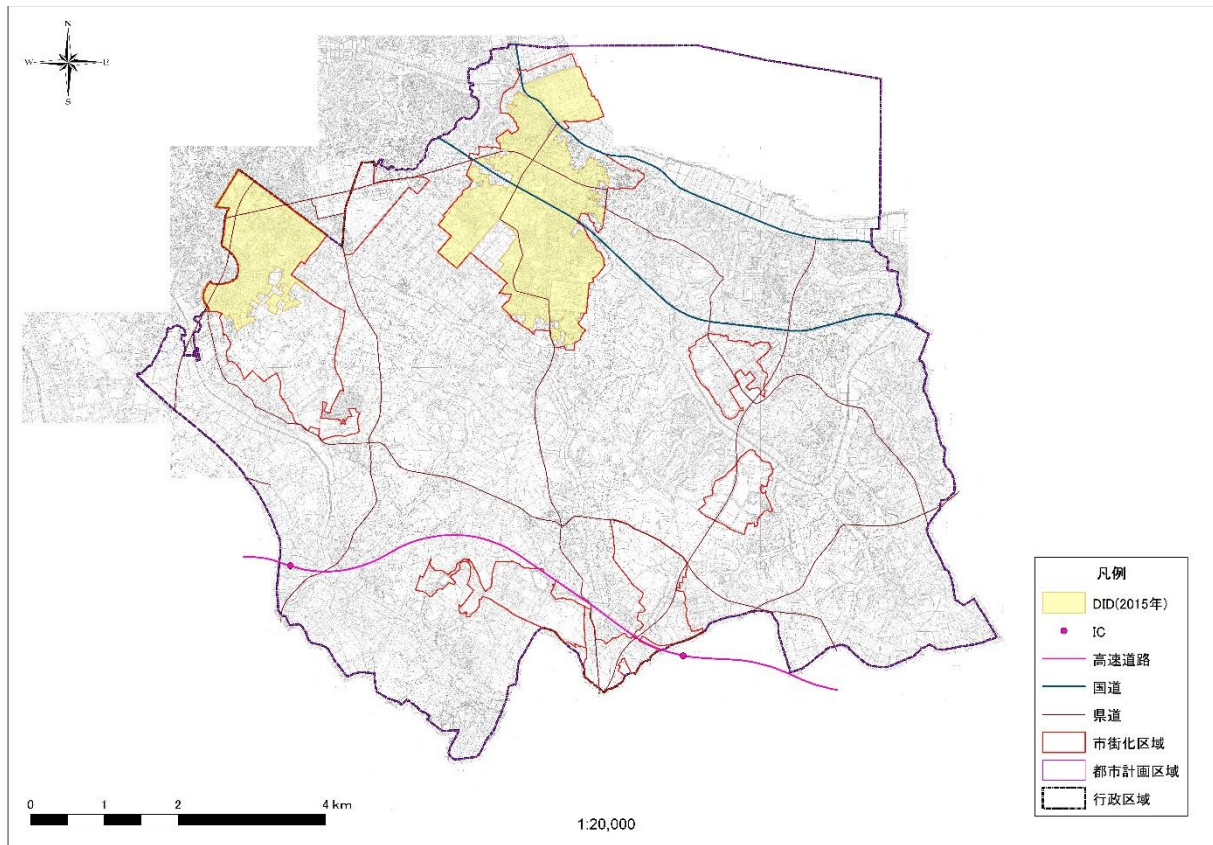 N
W
E
S
凡例
DID(2015年)
IC
高速道路
国道
県道
市街化区域
都市計画区域
行政区域
0 1 2 4 km
1:20,000